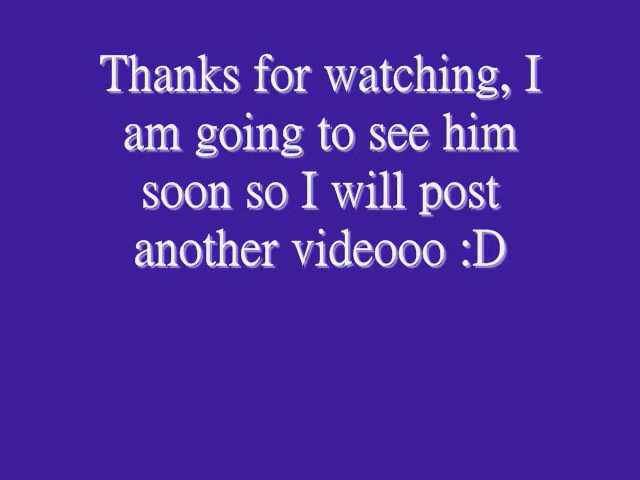 Thanks for watching, I
am going to see him
soon so I will post
another videooo :D